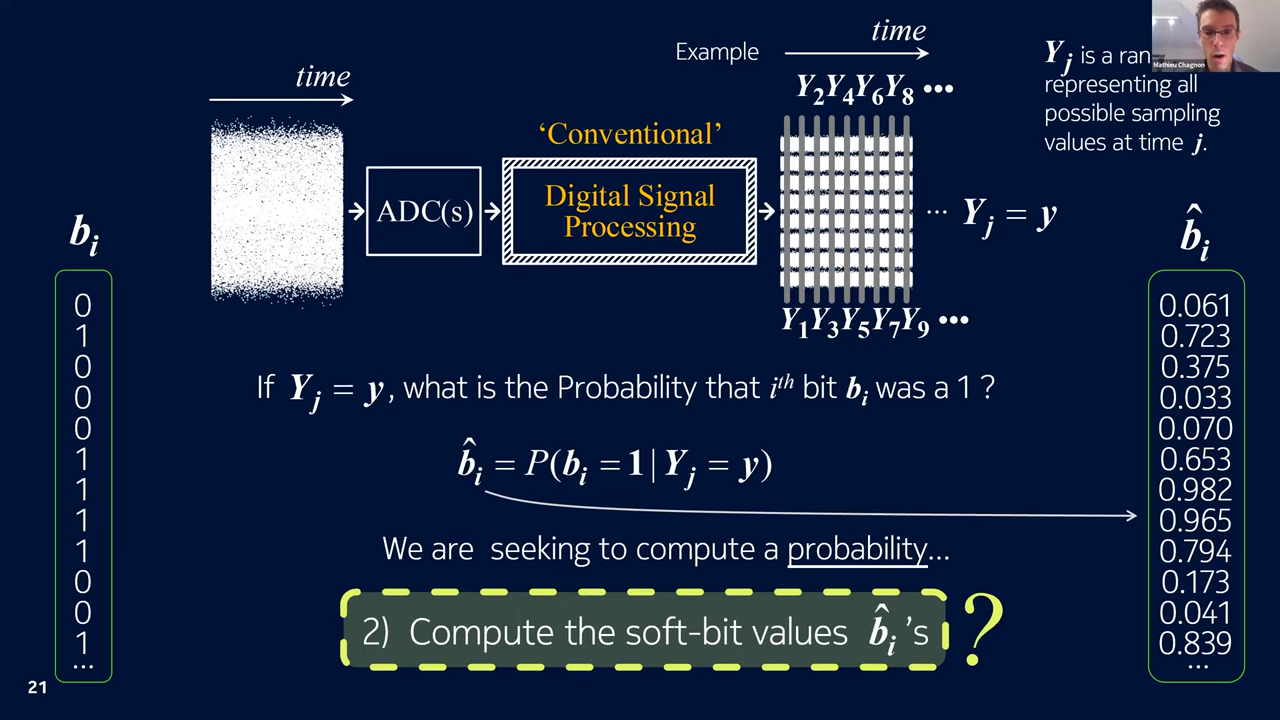 Example
time
time
Y2Y4Y6Y8 •••
Mathieu Chagnon
Yj is a
representing all
possible sampling
values at time j.
'Conventional'
ADC(s)
Digital Signal
Processing
··· Yj = y
Y1Y3Y5Y7Y9 •••
bi
0
1
0
0
0
1
1
1
1
0
0
1
...
b̂i
0.061
0.723
0.375
0.033
0.070
0.653
0.982
0.965
0.794
0.173
0.041
0.839
...
If Yj = y, what is the Probability that ith bit bi was a 1 ?
b̂i = P(bi = 1 | Yj = y)
We are seeking to compute a probability...
2) Compute the soft-bit values b̂i 's ?
21